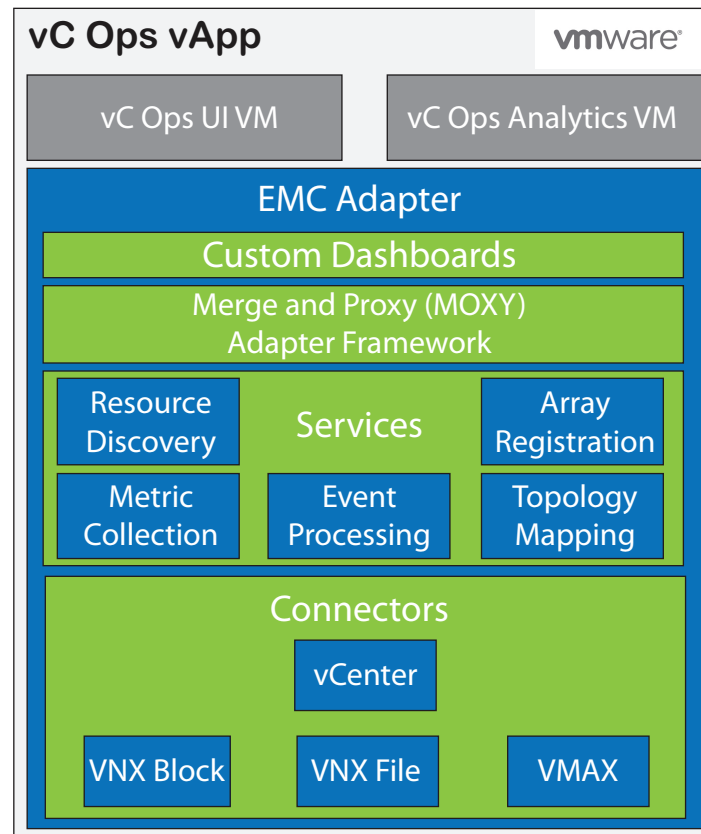 vC Ops vApp
vmware®
vC Ops UI VM
vC Ops Analytics VM
EMC Adapter
Custom Dashboards
Merge and Proxy (MOXY)
Adapter Framework
Resource
Discovery
Services
Array
Registration
Metric
Collection
Event
Processing
Topology
Mapping
Connectors
vCenter
VNX Block
VNX File
VMAX